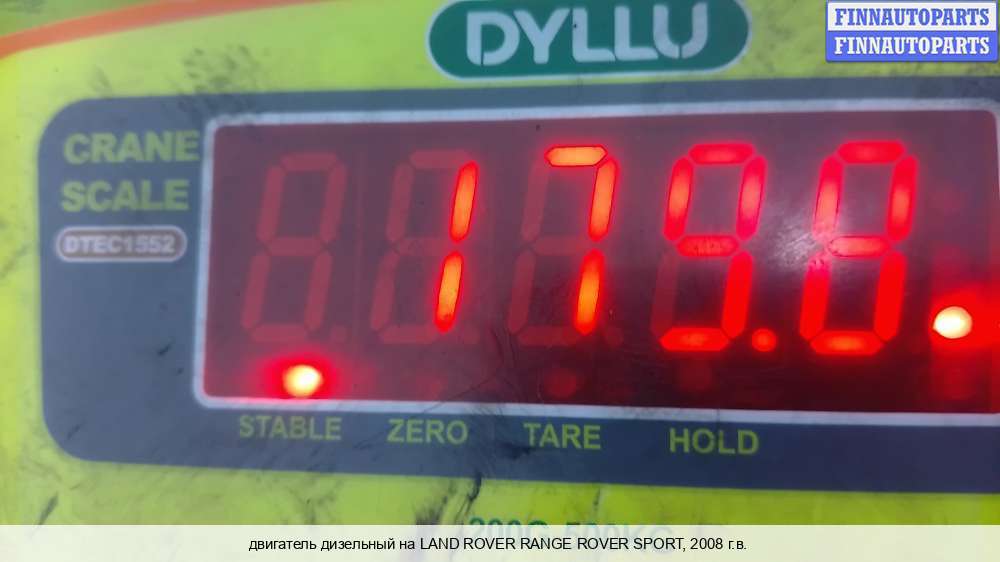 DYLLU
FINNAUTOPARTS
FINNAUTOPARTS
CRANE
SCALE
DTEC1552
179.0
STABLE ZERO TARE HOLD
двигатель дизельный на LAND ROVER RANGE ROVER SPORT, 2008 г.в.